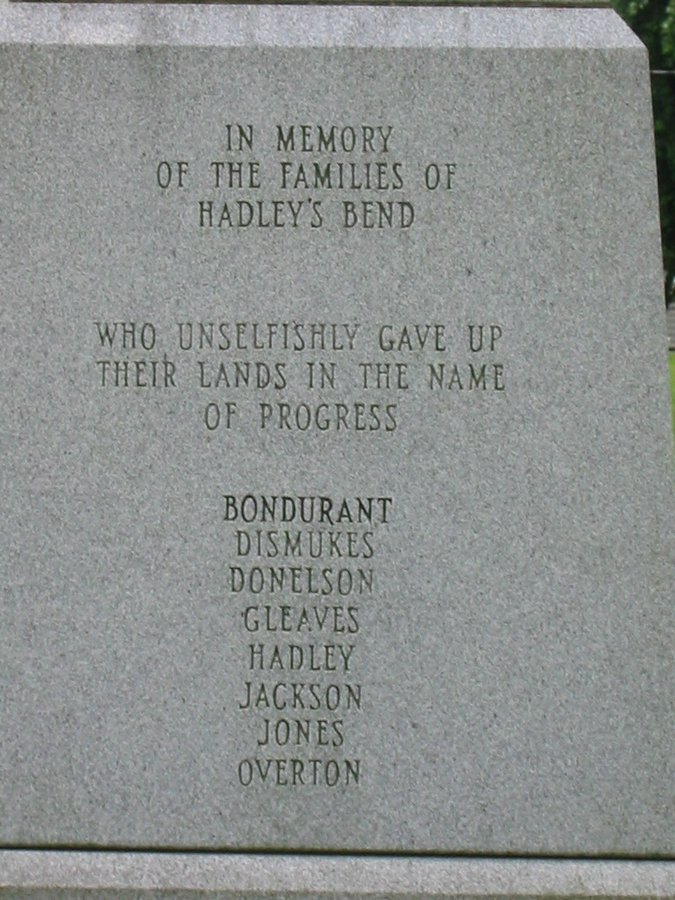 IN MEMORY
OF THE FAMILIES OF
HADLEY'S BEND
WHO UNSELFISHLY GAVE UP
THEIR LANDS IN THE NAME
OF PROGRESS
BONDURANT
DISMUKES
DONELSON
GLEAVES
HADLEY
JACKSON
JONES
OVERTON